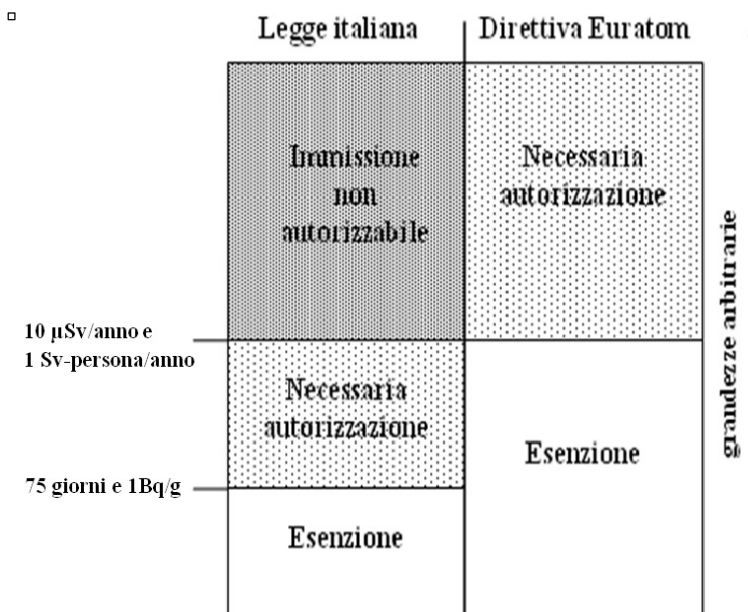 Legge italiana
Direttiva Euratom
Immissione
non
autorizzabile
Necessaria
autorizzazione
10 µSv/anno e
1 Sv-persona/anno
Necessaria
autorizzazione
Esenzione
75 giorni e 1Bq/g
Esenzione
grandezze arbitrarie